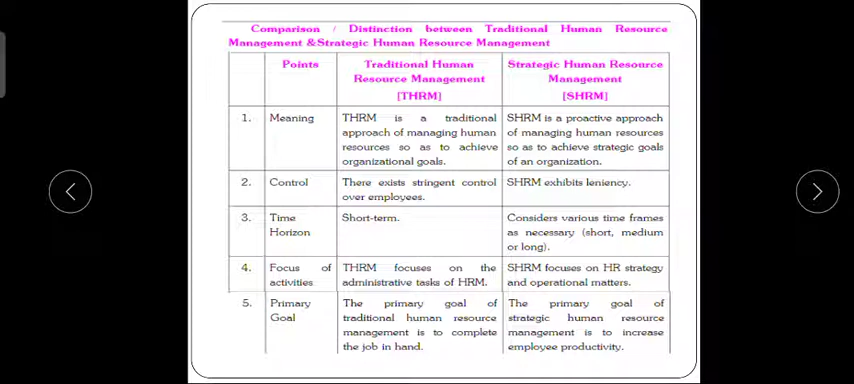 Comparison / Distinction between Traditional Human Resource
Management &Strategic Human Resource Management
Points
Traditional Human
Resource Management
[THRM]
Strategic Human Resource
Management
[SHRM]
1.
Meaning
THRM is a traditional
approach of managing human
resources so as to achieve
organizational goals.
SHRM is a proactive approach
of managing human resources
so as to achieve strategic goals
of an organization.
2.
Control
There exists stringent control
over employees.
SHRM exhibits leniency.
3.
Time
Horizon
Short-term.
Considers various time frames
as necessary (short, medium
or long).
4.
Focus of
activities
THRM focuses on the
administrative tasks of HRM.
SHRM focuses on HR strategy
and operational matters.
5.
Primary
Goal
The primary goal of
traditional human resource
management is to complete
the job in hand.
The primary goal of
strategic human resource
management is to increase
employee productivity.